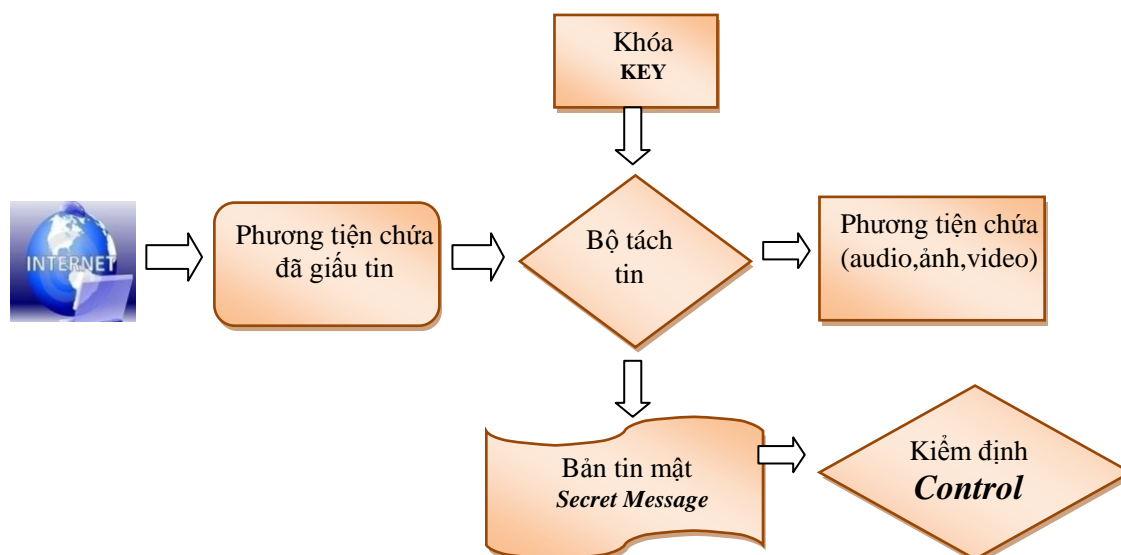 Khóa
KEY
INTERNET
Phương tiện chứa
đã giấu tin
Bộ tách
tin
Phương tiện chứa
(audio,ảnh,video)
Bản tin mật
Secret Message
Kiểm định
Control